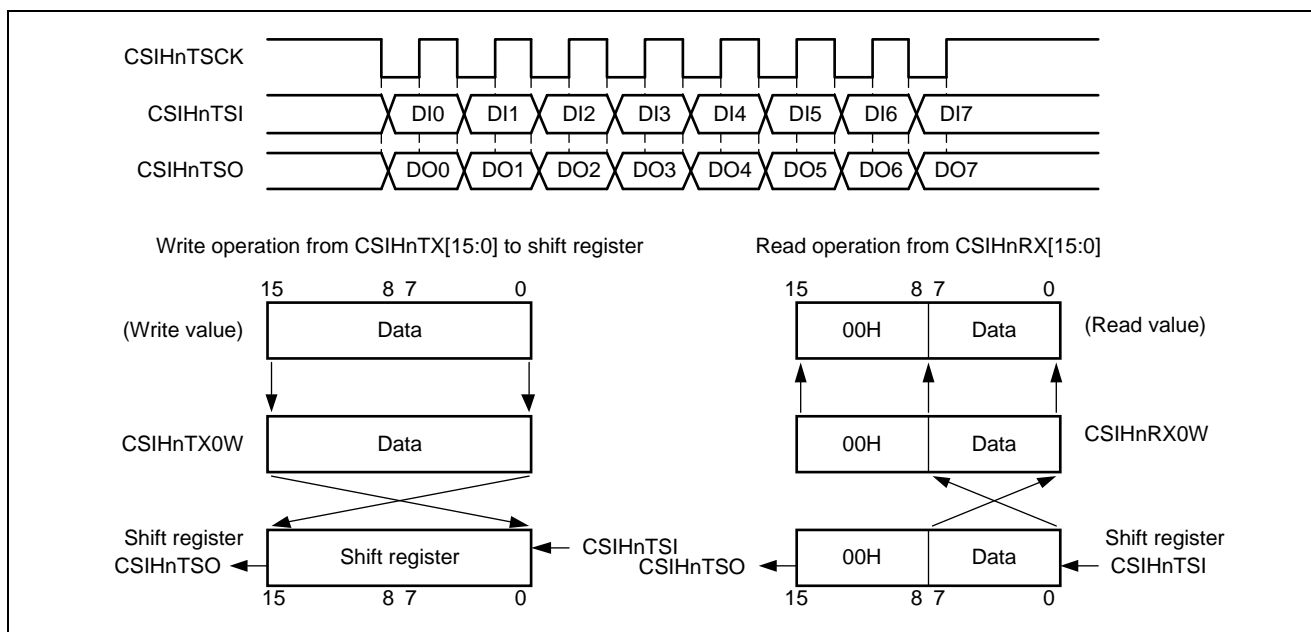 CSIHnTSCK
CSIHnTSI DI0 DI1 DI2 DI3 DI4 DI5 DI6 DI7
CSIHnTSO DO0 DO1 DO2 DO3 DO4 DO5 DO6 DO7
Write operation from CSIHnTX[15:0] to shift register
15 8 7 0
(Write value) Data
CSIHnTX0W Data
Shift register
CSIHnTSO Shift register CSIHnTSI
15 8 7 0
Read operation from CSIHnRX[15:0]
15 8 7 0
00H Data (Read value)
00H Data CSIHnRX0W
Shift register
CSIHnTSO 00H Data CSIHnTSI
15 8 7 0